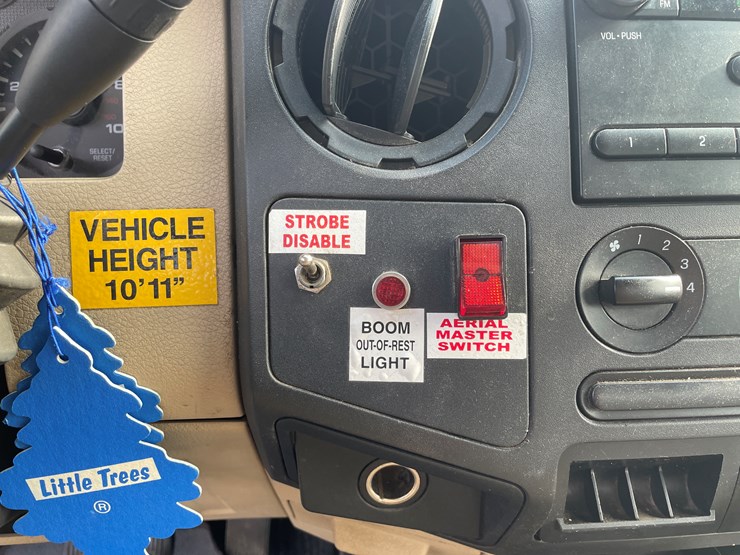 FM
VOL•PUSH
10
SELECT/
RESET
1
2
STROBE
DISABLE
VEHICLE
HEIGHT
10'11"
1
2
3
4
BOOM
OUT-OF-REST
LIGHT
AERIAL
MASTER
SWITCH
Little Trees
®